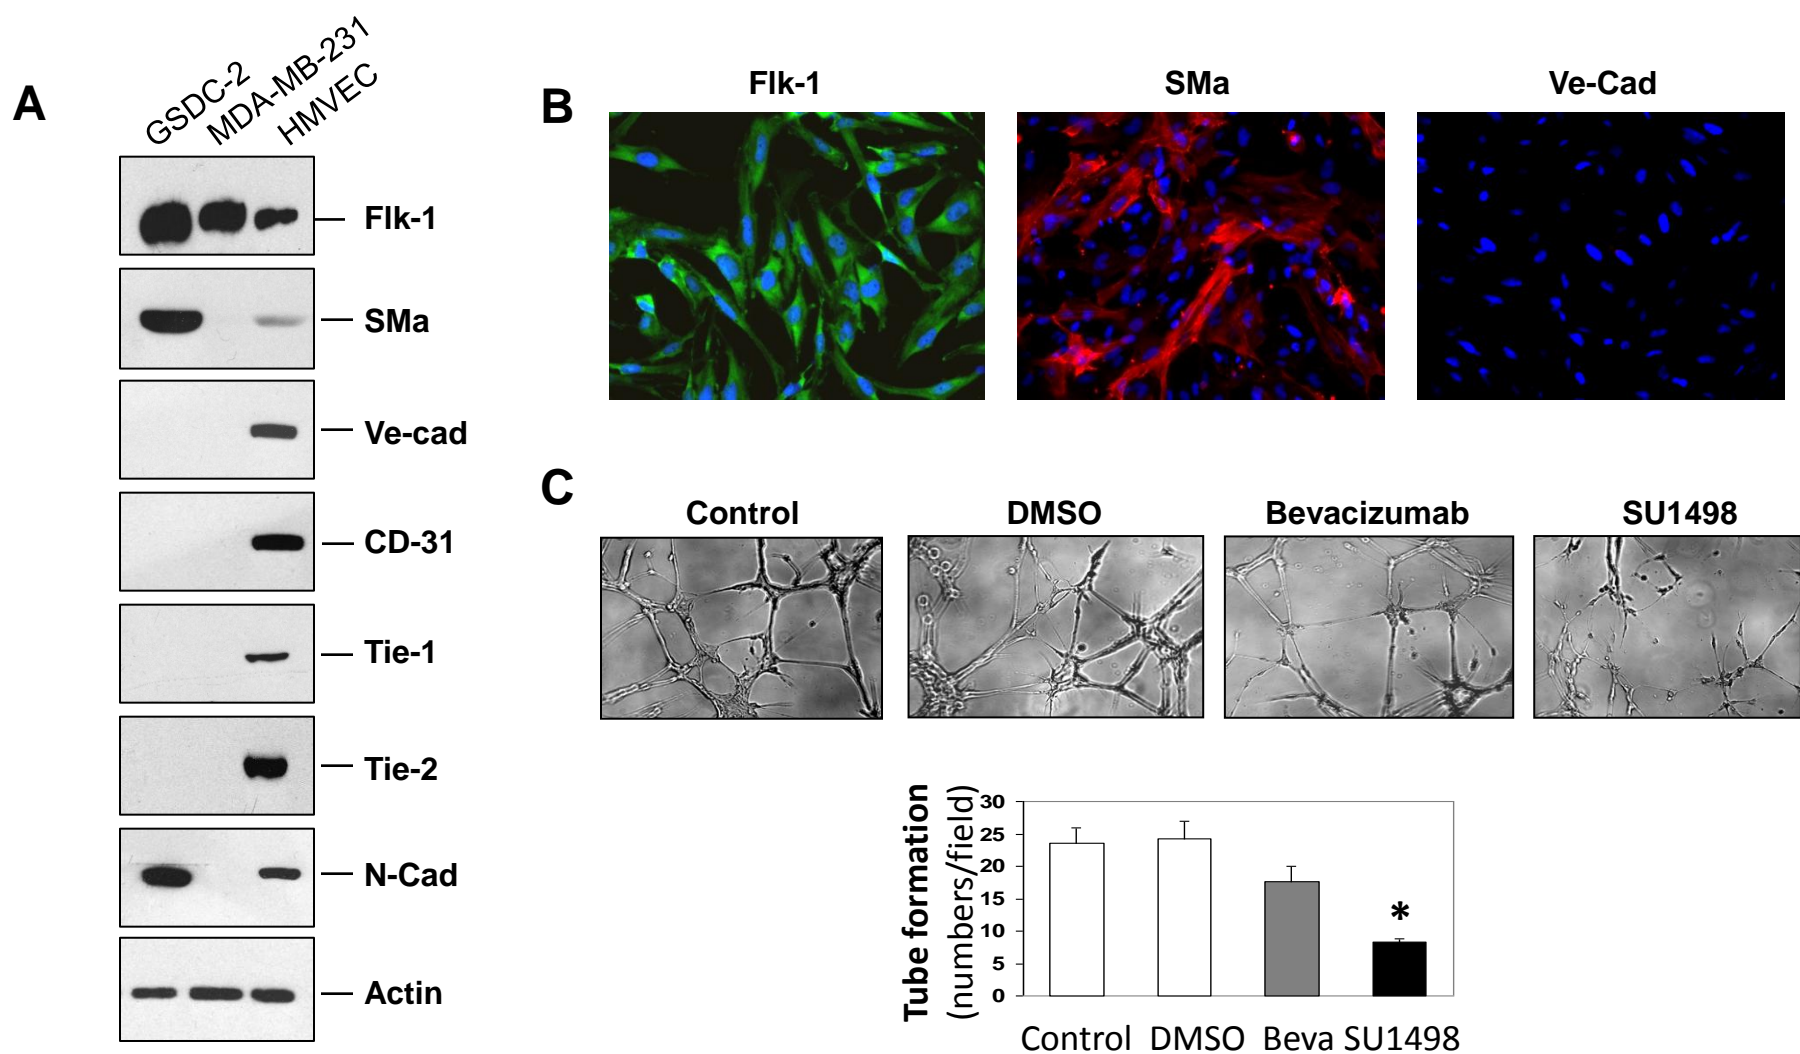 A
GSDC-2
MDA-MB-231
HMVEC
Flk-1
SMa
Ve-cad
CD-31
Tie-1
Tie-2
N-Cad
Actin
B
Flk-1
SMa
Ve-Cad
C
Control
DMSO
Bevacizumab
SU1498
Tube formation
(numbers/field)
30
25
20
15
10
5
0
*
Control
DMSO
Beva
SU1498